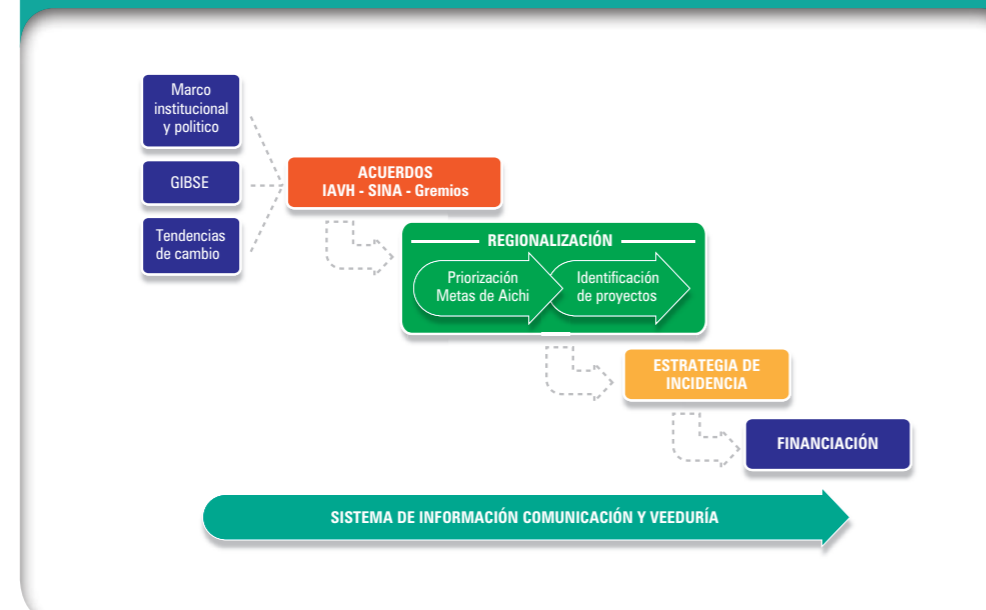 Marco
institucional
y politico
GIBSE
Tendencias
de cambio
ACUERDOS
IAVH - SINA - Gremios
REGIONALIZACIÓN
Priorización
Metas de Aichi
Identificación
de proyectos
ESTRATEGIA DE
INCIDENCIA
FINANCIACIÓN
SISTEMA DE INFORMACIÓN COMUNICACIÓN Y VEEDURÍA